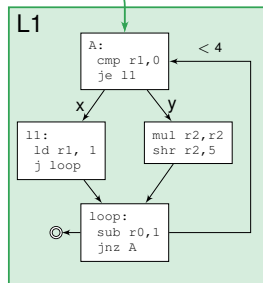 L1
A:
cmp r1,0
je l1
< 4
x
y
l1:
ld r1, 1
j loop
mul r2,r2
shr r2,5
loop:
sub r0,1
jnz A